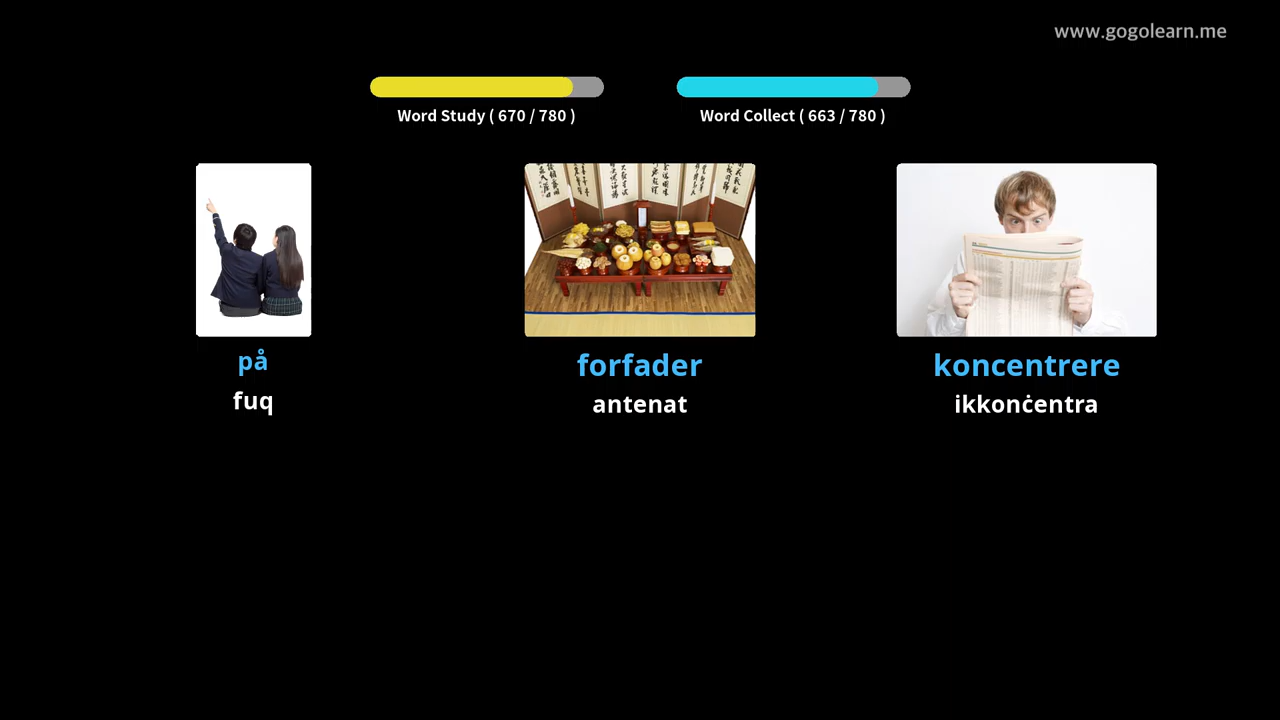 www.gogolearn.me
Word Study ( 670 / 780 )
Word Collect ( 663 / 780 )
på
forfader
koncentrere
fuq
antenat
ikkonċentra